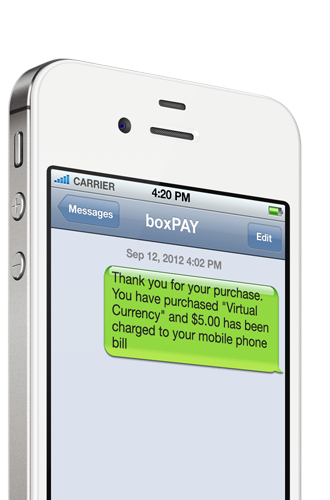 CARRIER 4:20 PM
Messages boxPAY Edit
Sep 12, 2012 4:02 PM
Thank you for your purchase.
You have purchased "Virtual
Currency" and $5.00 has been
charged to your mobile phone
bill